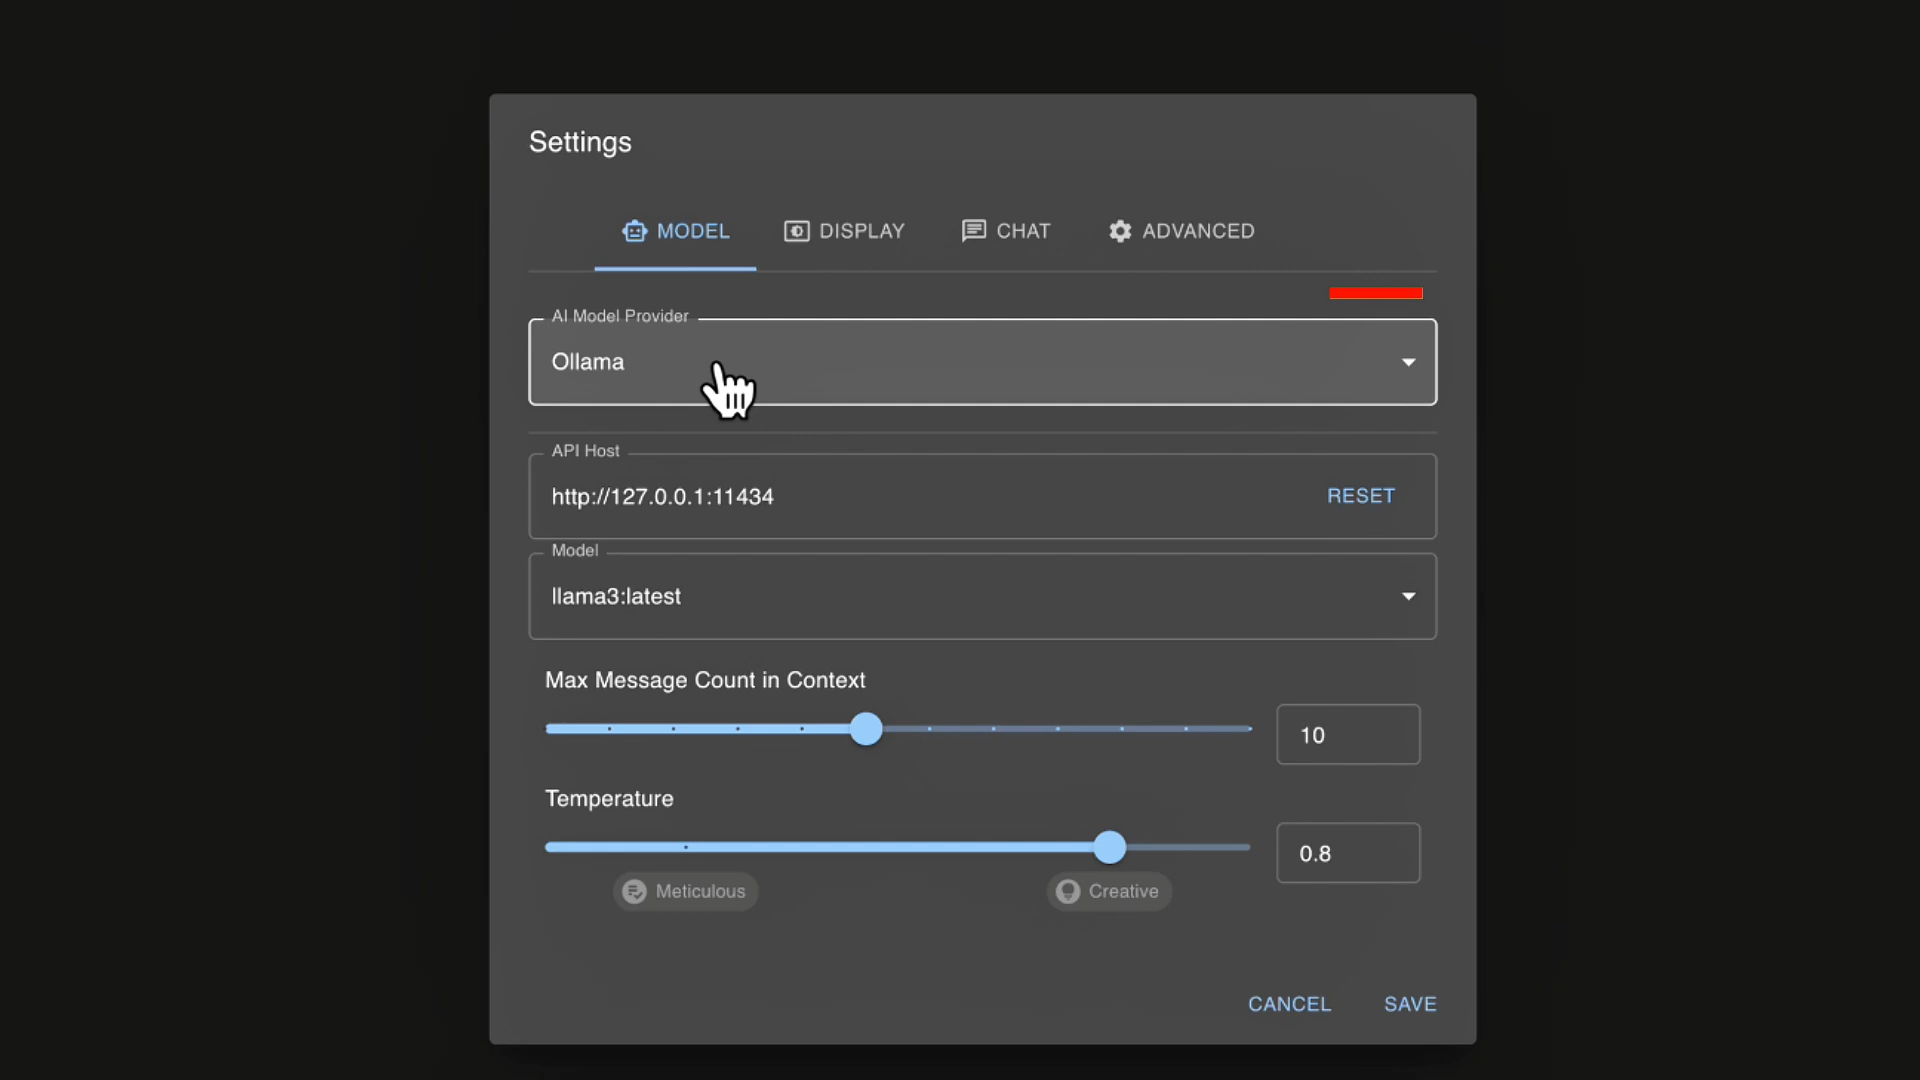 Settings
MODEL DISPLAY CHAT ADVANCED
AI Model Provider
Ollama
API Host
http://127.0.0.1:11434 RESET
Model
llama3:latest
Max Message Count in Context
10
Temperature
0.8
Meticulous Creative
CANCEL SAVE